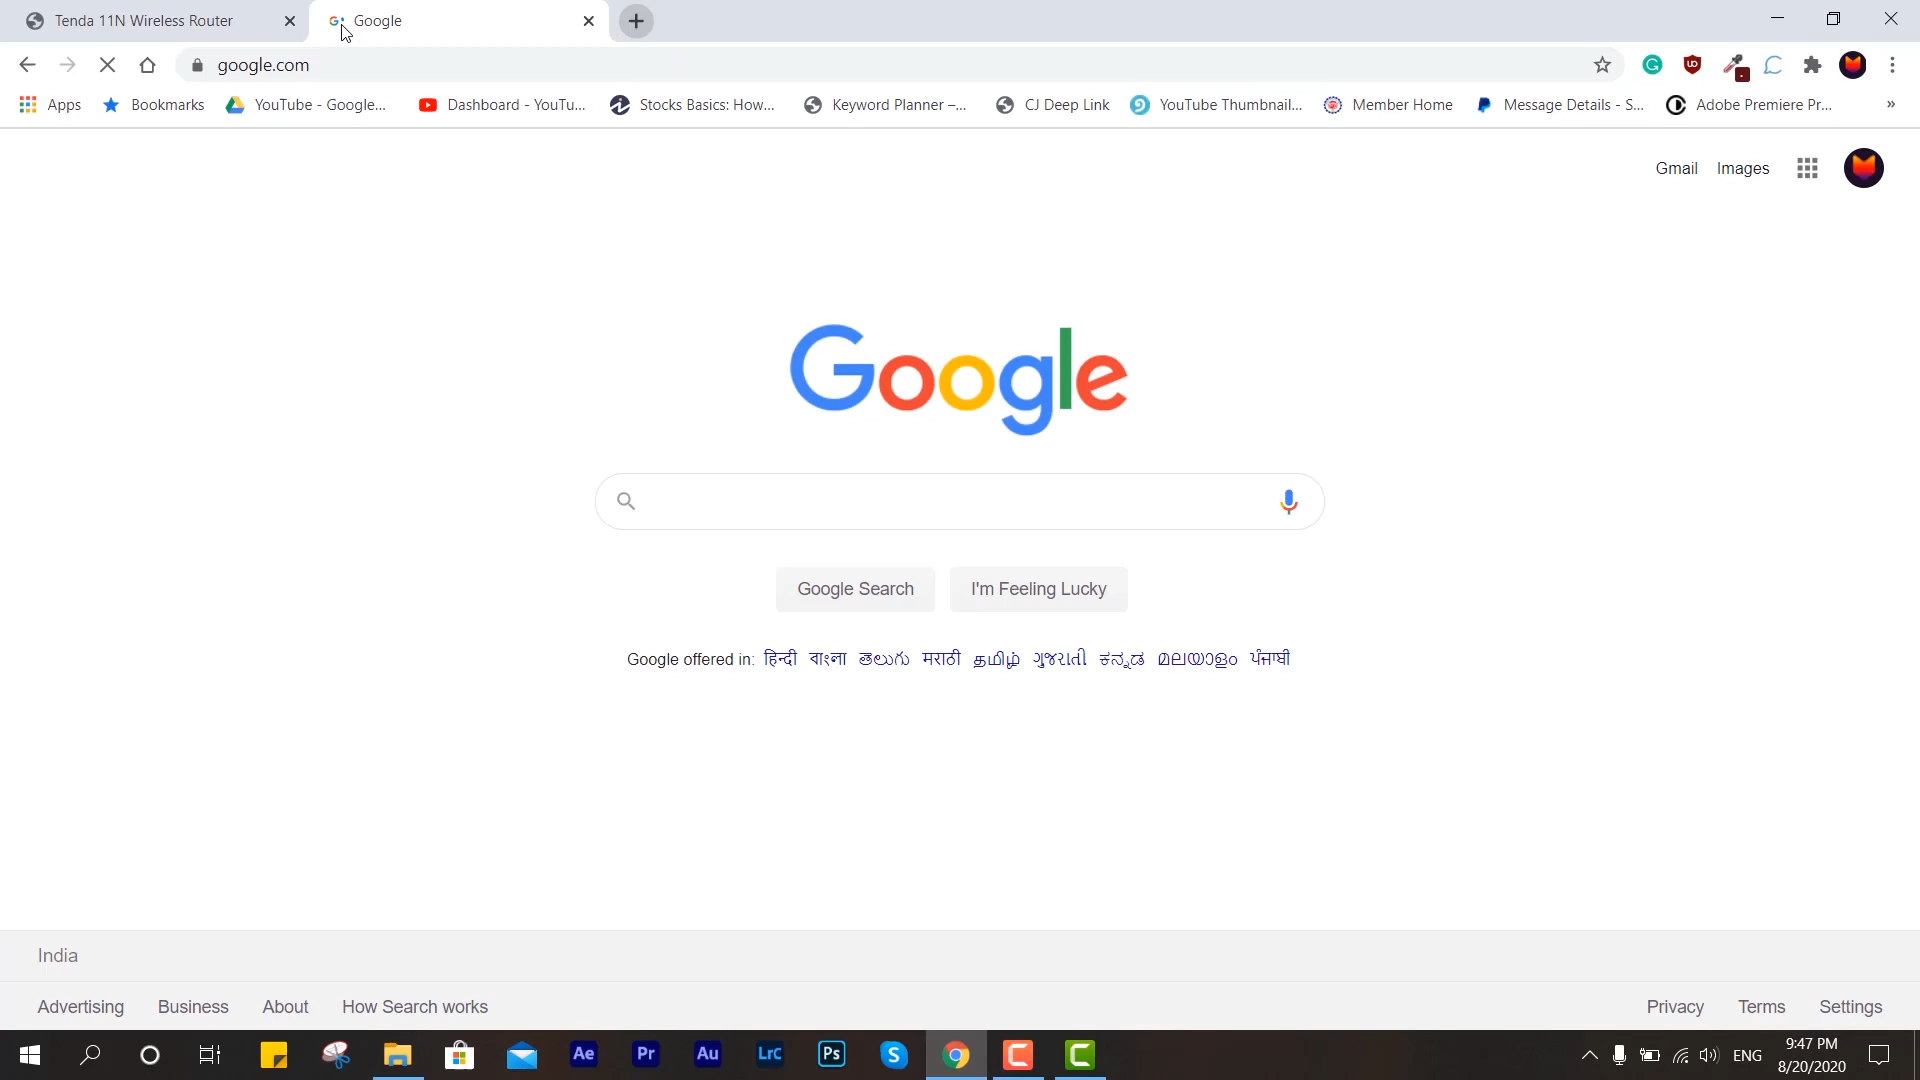 Tenda 11N Wireless Router
Google
google.com
Apps Bookmarks YouTube - Google... Dashboard - YouTu... Stocks Basics: How... Keyword Planner –... CJ Deep Link YouTube Thumbnail... Member Home Message Details - S... Adobe Premiere Pr... »
Gmail Images
Google
Google Search I'm Feeling Lucky
Google offered in: हिन्दी বাংলা తెలుగు मराठी தமிழ் ગુજરાતી ಕನ್ನಡ മലയാളം ਪੰਜਾਬੀ
India
Advertising Business About How Search works Privacy Terms Settings
Ae Pr Au LrC Ps S ENG 9:47 PM
8/20/2020